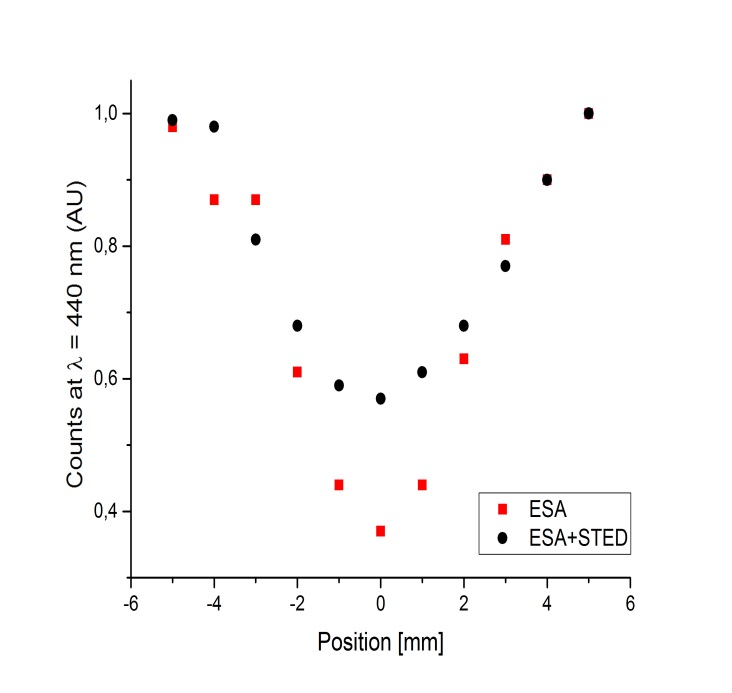 1,0
0,8
0,6
0,4
Counts at λ = 440 nm (AU)
ESA
ESA+STED
-6 -4 -2 0 2 4 6
Position [mm]